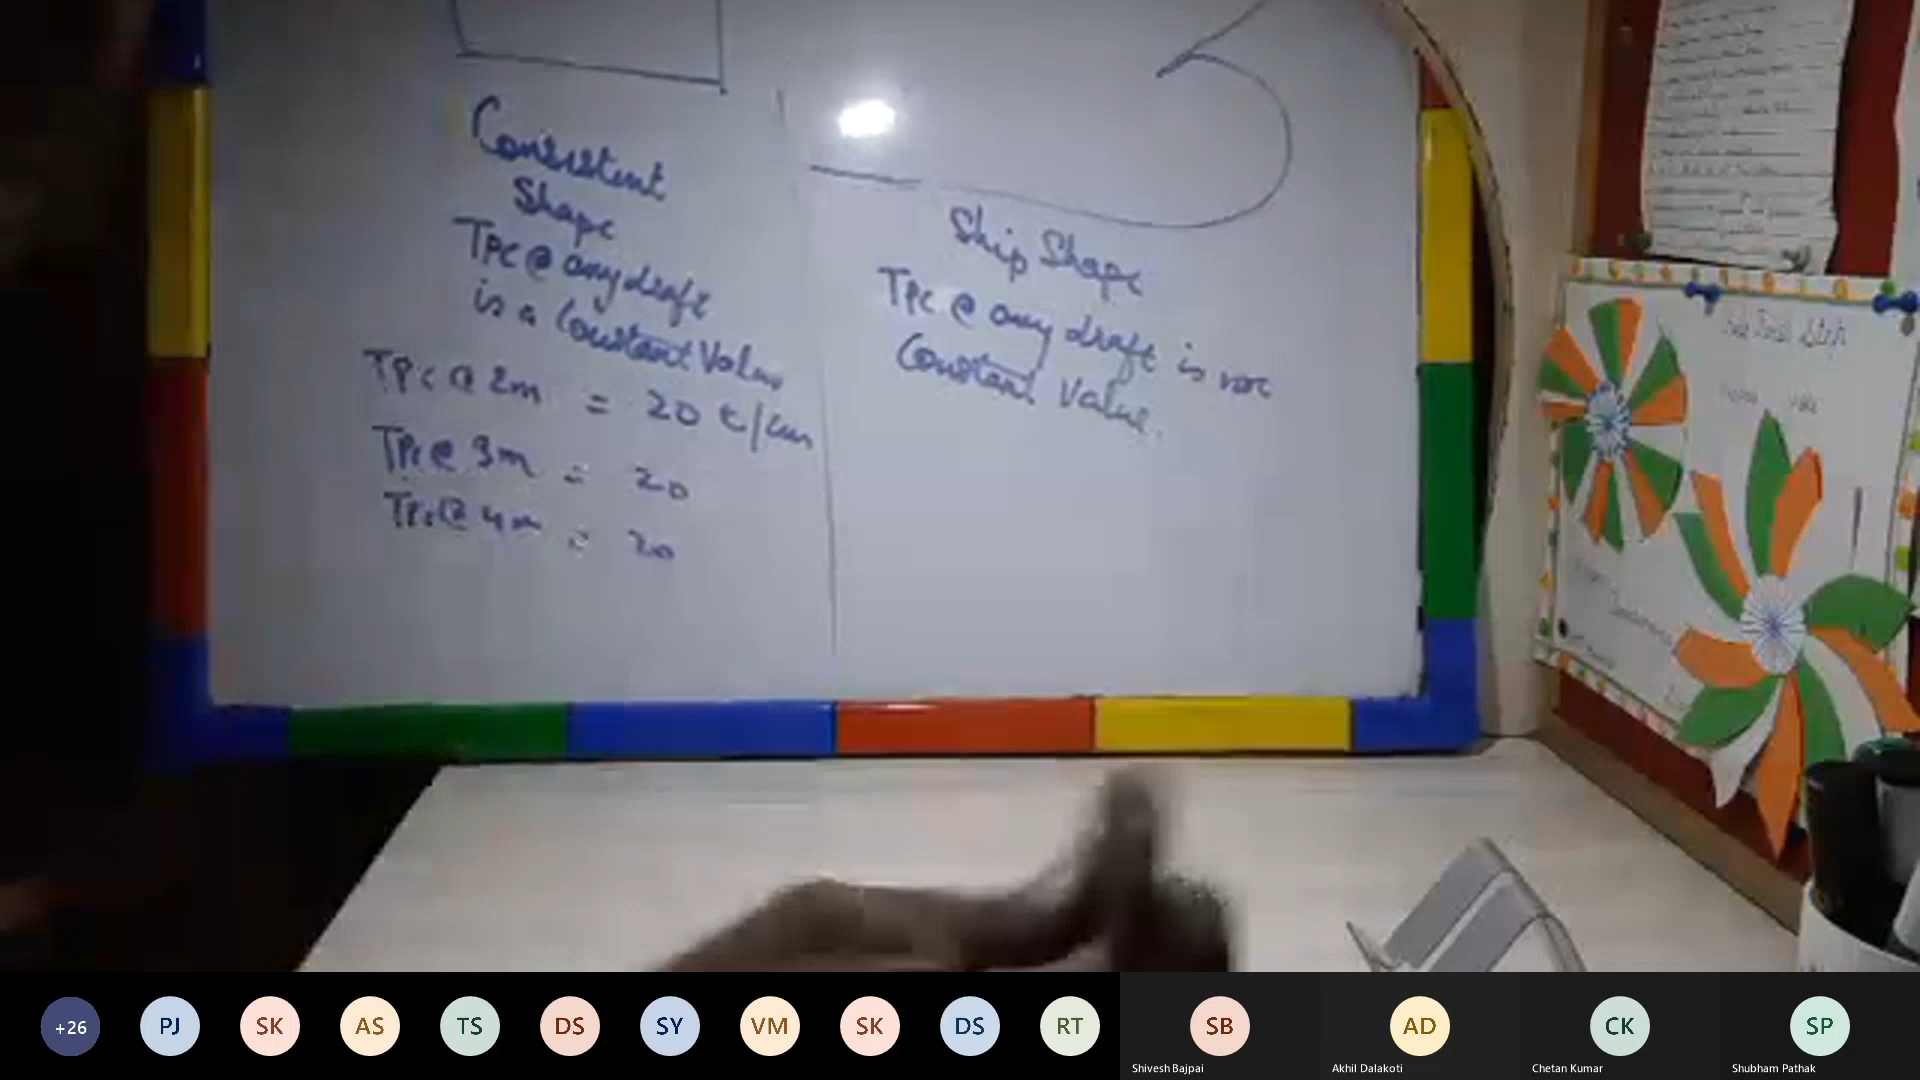 Consistent
Shape
TPC @ any draft
is a Constant Value
TPC @ 2m = 20 t/cm
TPC @ 3m = 20
TPC @ 4m = 20
Ship Shape
TPC @ any draft is not
Constant Value.
+26
PJ
SK
AS
TS
DS
SY
VM
SK
DS
RT
SB
Shivesh Bajpai
AD
Akhil Dalakoti
CK
Chetan Kumar
SP
Shubham Pathak